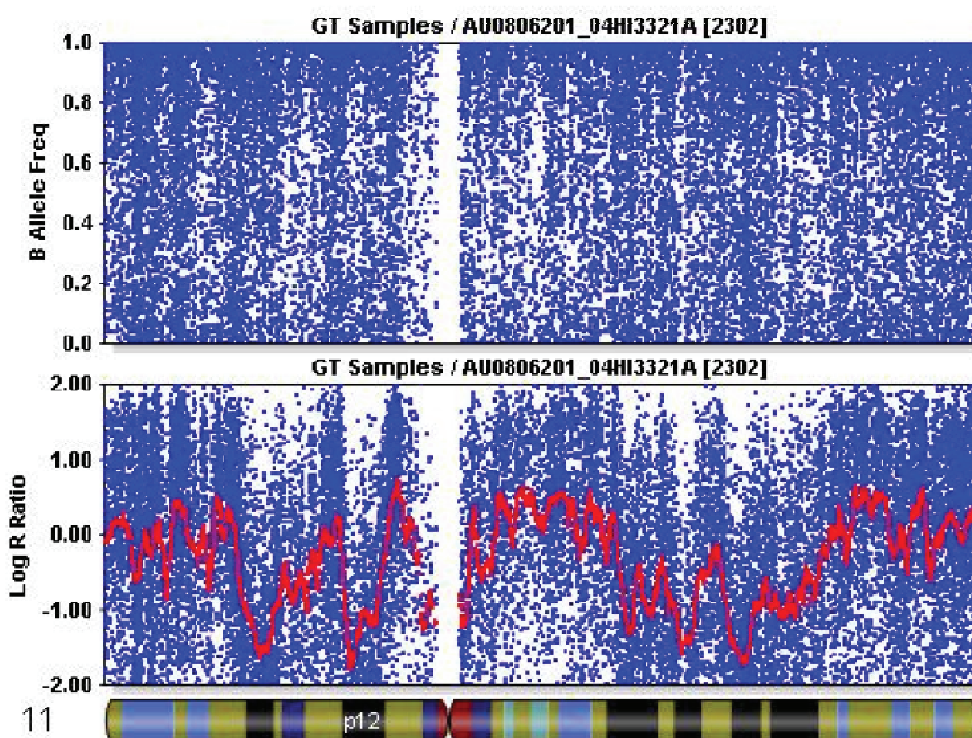 GT Samples / AU0806201_04HI3321A [2302]
1.0
0.8
0.6
0.4
0.2
0.0
B Allele Freq
GT Samples / AU0806201_04HI3321A [2302]
2.00
1.00
0.00
-1.00
-2.00
Log R Ratio
11
p12